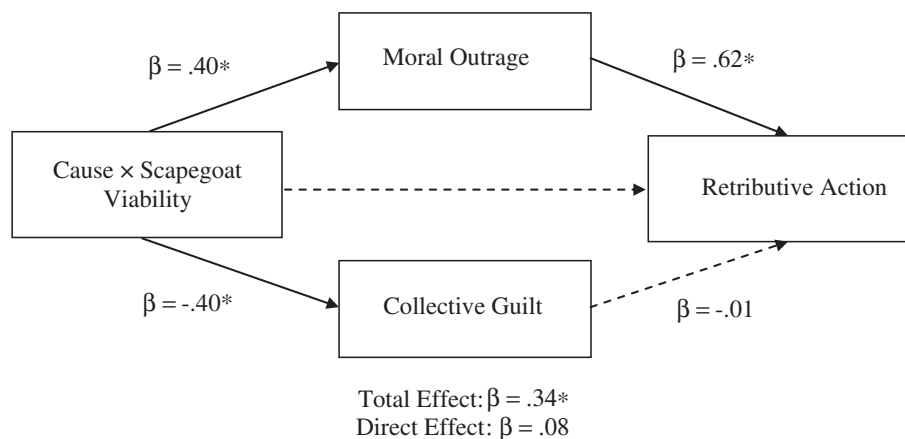 Moral Outrage
β = .40*
β = .62*
Cause × Scapegoat
Viability
Retributive Action
β = -.40*
Collective Guilt
β = -.01
Total Effect: β = .34*
Direct Effect: β = .08